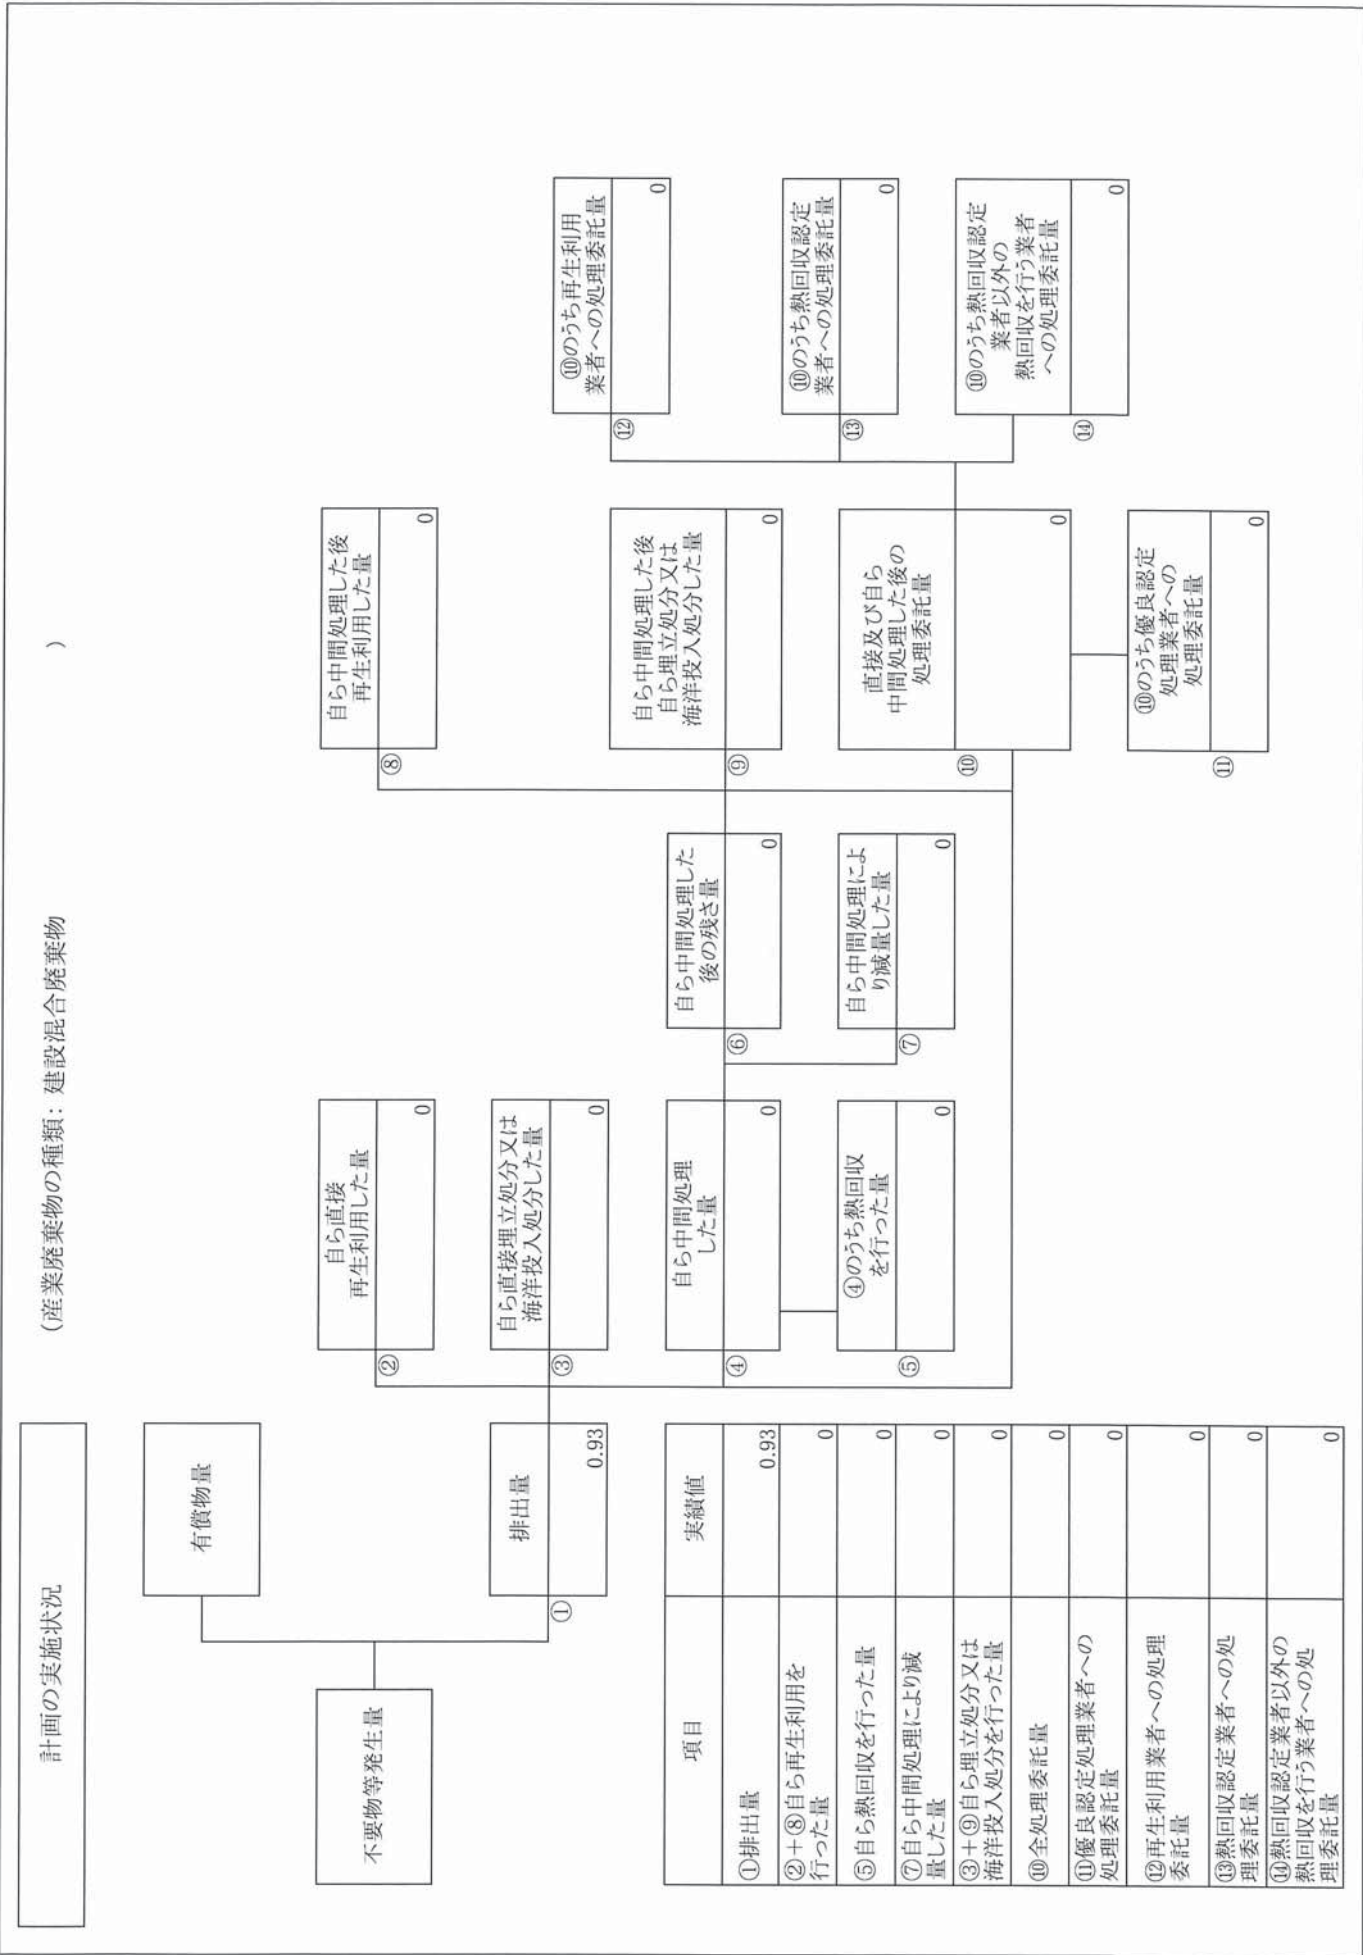 計画の実施状況
(産業廃棄物の種類：建設混合廃棄物 )
不要物等発生量
有償物量
①
排出量
0.93
②
自ら直接
再生利用した量
0
③
自ら直接埋立処分又は
海洋投入処分した量
0
④
自ら中間処理
した量
0
⑤
④のうち熱回収
を行った量
0
⑥
自ら中間処理した
後の残さ量
0
⑦
自ら中間処理によ
り減量した量
0
⑧
自ら中間処理した後
再生利用した量
0
⑨
自ら中間処理した後
自ら埋立処分又は
海洋投入処分した量
0
⑩
直接及び自ら
中間処理した後の
処理委託量
0
⑪
⑩のうち優良認定
処理業者への
処理委託量
0
⑫
⑩のうち再生利用
業者への処理委託量
0
⑬
⑩のうち熱回収認定
業者への処理委託量
0
⑭
⑩のうち熱回収認定
業者以外の
熱回収を行う業者
への処理委託量
0
項目 実績値
①排出量 0.93
②＋⑧自ら再生利用を
行った量 0
⑤自ら熱回収を行った量 0
⑦自ら中間処理により減
量した量 0
③＋⑨自ら埋立処分又は
海洋投入処分を行った量 0
⑩全処理委託量 0
⑪優良認定処理業者への
処理委託量 0
⑫再生利用業者への処理
委託量 0
⑬熱回収認定業者への処
理委託量 0
⑭熱回収認定業者以外の
熱回収を行う業者への処
理委託量 0